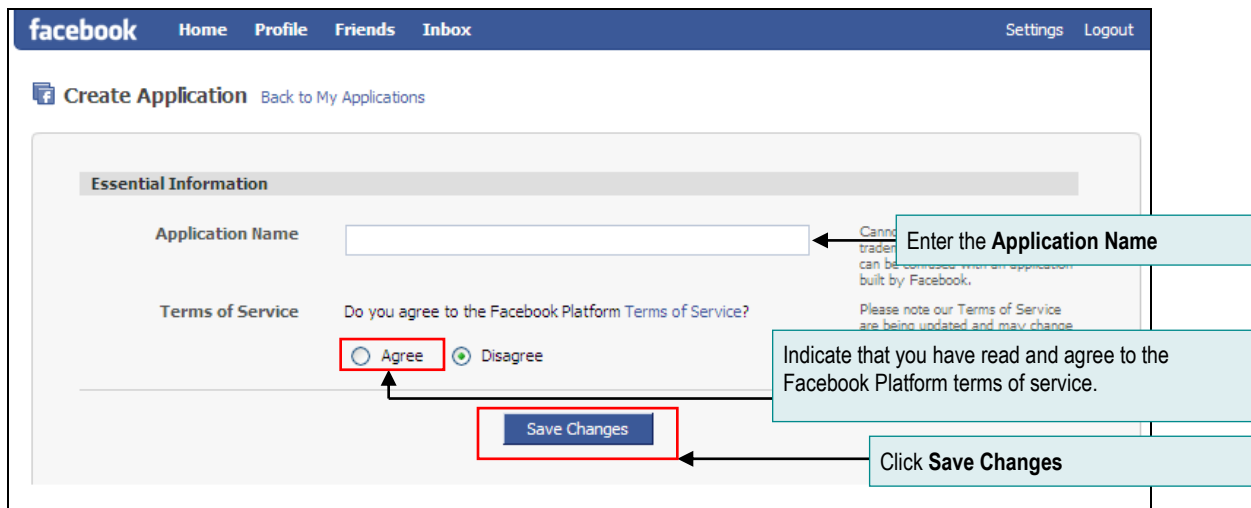 facebook Home Profile Friends Inbox Settings Logout
Create Application Back to My Applications
Essential Information
Application Name
Enter the Application Name
can be confused with an application
built by Facebook.
Terms of Service Do you agree to the Facebook Platform Terms of Service?
Please note our Terms of Service
are being updated and may change
Agree Disagree
Indicate that you have read and agree to the
Facebook Platform terms of service.
Save Changes
Click Save Changes